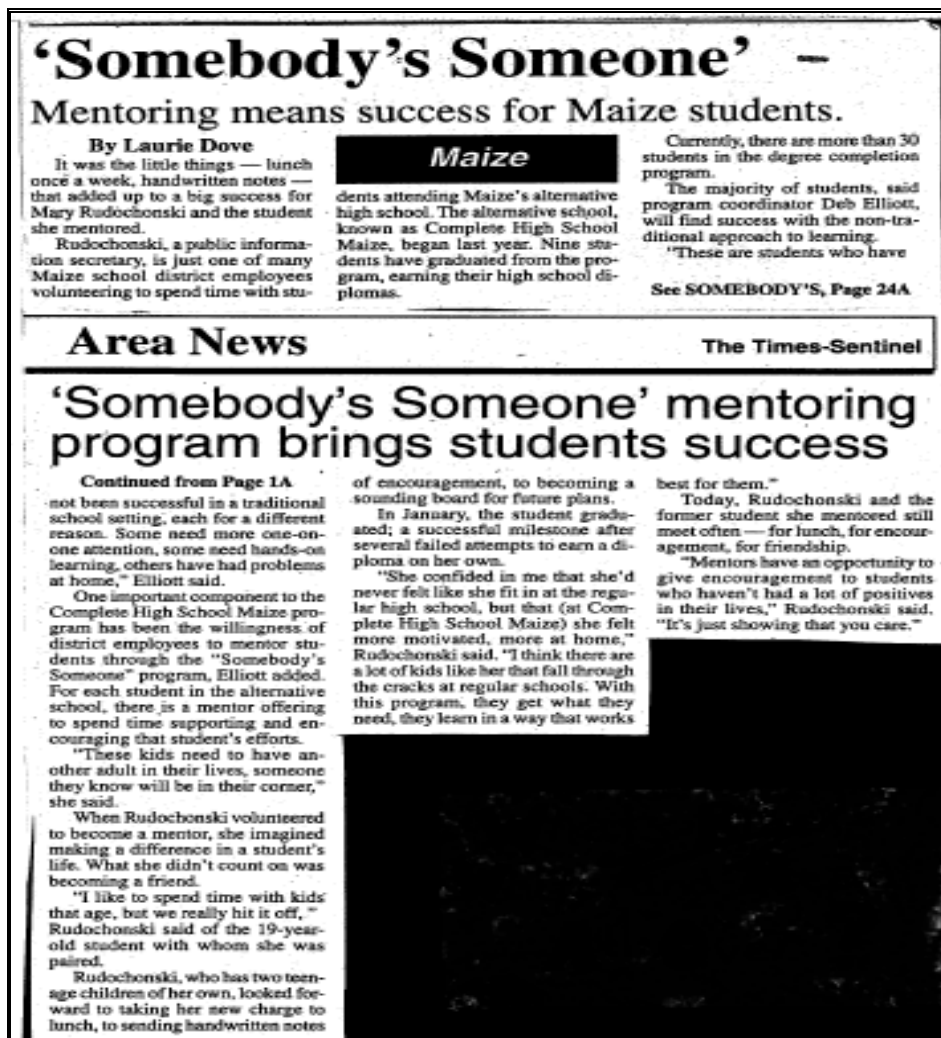 ‘Somebody’s Someone’
Mentoring means success for Maize students.
By Laurie Dove
It was the little things — lunch
once a week, handwritten notes —
that added up to a big success for
Mary Rudochonski and the student
she mentored.
Rudochonski, a public informa-
tion secretary, is just one of many
Maize school district employees
volunteering to spend time with stu-
Maize
dents attending Maize's alternative
high school. The alternative school,
known as Complete High School
Maize, began last year. Nine stu-
dents have graduated from the pro-
gram, earning their high school di-
plomas.
Currently, there are more than 30
students in the degree completion
program.
The majority of students, said
program coordinator Deb Elliott,
will find success with the non-tra-
ditional approach to learning.
"These are students who have
See SOMEBODY'S, Page 24A
Area News
The Times-Sentinel
‘Somebody’s Someone’ mentoring
program brings students success
Continued from Page 1A
not been successful in a traditional
school setting, each for a different
reason. Some need more one-on-
one attention, some need hands-on
learning, others have had problems
at home," Elliott said.
One important component to the
Complete High School Maize pro-
gram has been the willingness of
district employees to mentor stu-
dents through the "Somebody's
Someone" program, Elliott added.
For each student in the alternative
school, there is a mentor offering
to spend time supporting and en-
couraging that student's efforts.
"These kids need to have an-
other adult in their lives, someone
they know will be in their corner,"
she said.
When Rudochonski volunteered
to become a mentor, she imagined
making a difference in a student's
life. What she didn't count on was
becoming a friend.
"I like to spend time with kids
that age, but we really hit it off,"
Rudochonski said of the 19-year-
old student with whom she was
paired.
Rudochonski, who has two teen-
age children of her own, looked for-
ward to taking her new charge to
lunch, to sending handwritten notes
of encouragement, to becoming a
sounding board for future plans.
In January, the student gradu-
ated; a successful milestone after
several failed attempts to earn a di-
ploma on her own.
"She confided in me that she'd
never felt like she fit in at the regu-
lar high school, but that (at Com-
plete High School Maize) she felt
more motivated, more at home,"
Rudochonski said. "I think there are
a lot of kids like her that fall through
the cracks at regular schools. With
this program, they get what they
need, they learn in a way that works
best for them."
Today, Rudochonski and the
former student she mentored still
meet often — for lunch, for encour-
agement, for friendship.
"Mentors have an opportunity to
give encouragement to students
who haven't had a lot of positives
in their lives," Rudochonski said.
"It's just showing that you care."